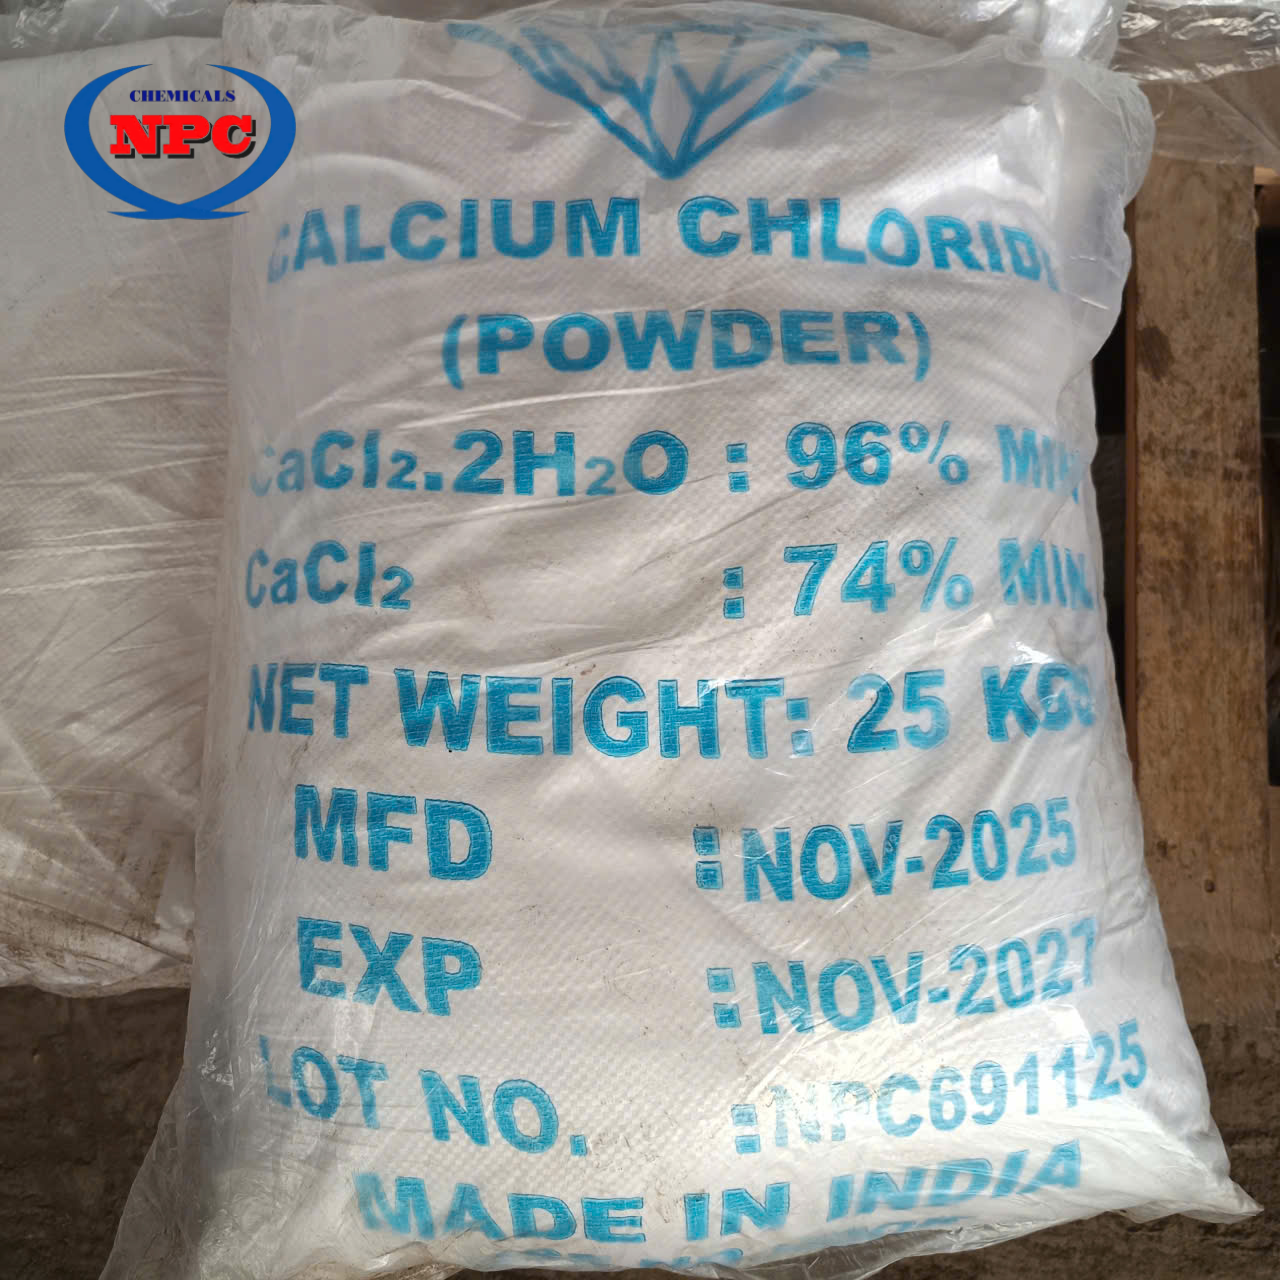 CHEMICALS
NPC
CALCIUM CHLORIDE
(POWDER)
CaCl₂.2H₂O : 96% MIN
CaCl₂ : 74% MIN.
NET WEIGHT: 25 KGS
MFD : NOV-2025
EXP : NOV-2027
LOT NO. : NPC691125
MADE IN INDIA